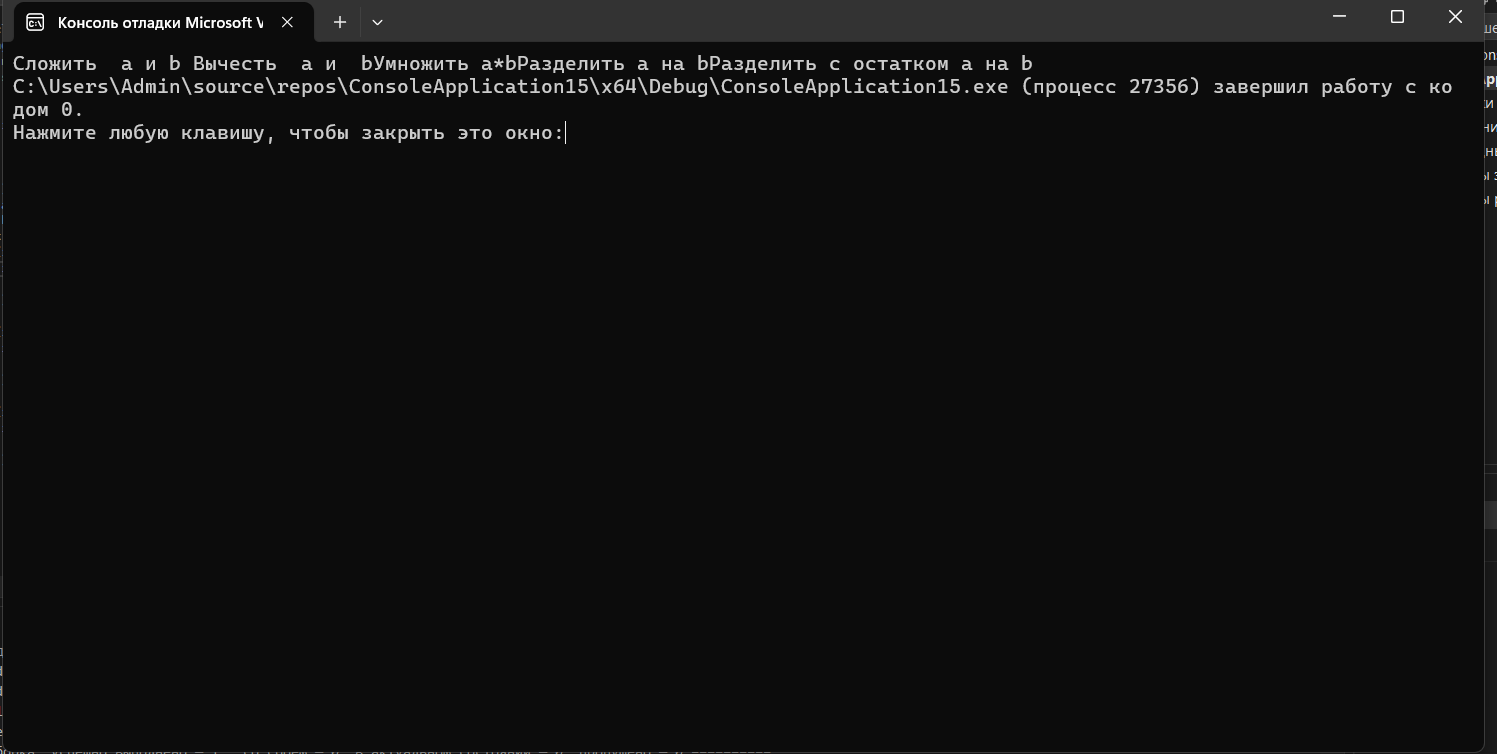 Консоль отладки Microsoft V
Сложить  a и b Вычесть  a и  bУмножить a*bРазделить a на bРазделить с остатком a на b
C:\Users\Admin\source\repos\ConsoleApplication15\x64\Debug\ConsoleApplication15.exe (процесс 27356) завершил работу с ко
дом 0.
Нажмите любую клавишу, чтобы закрыть это окно: